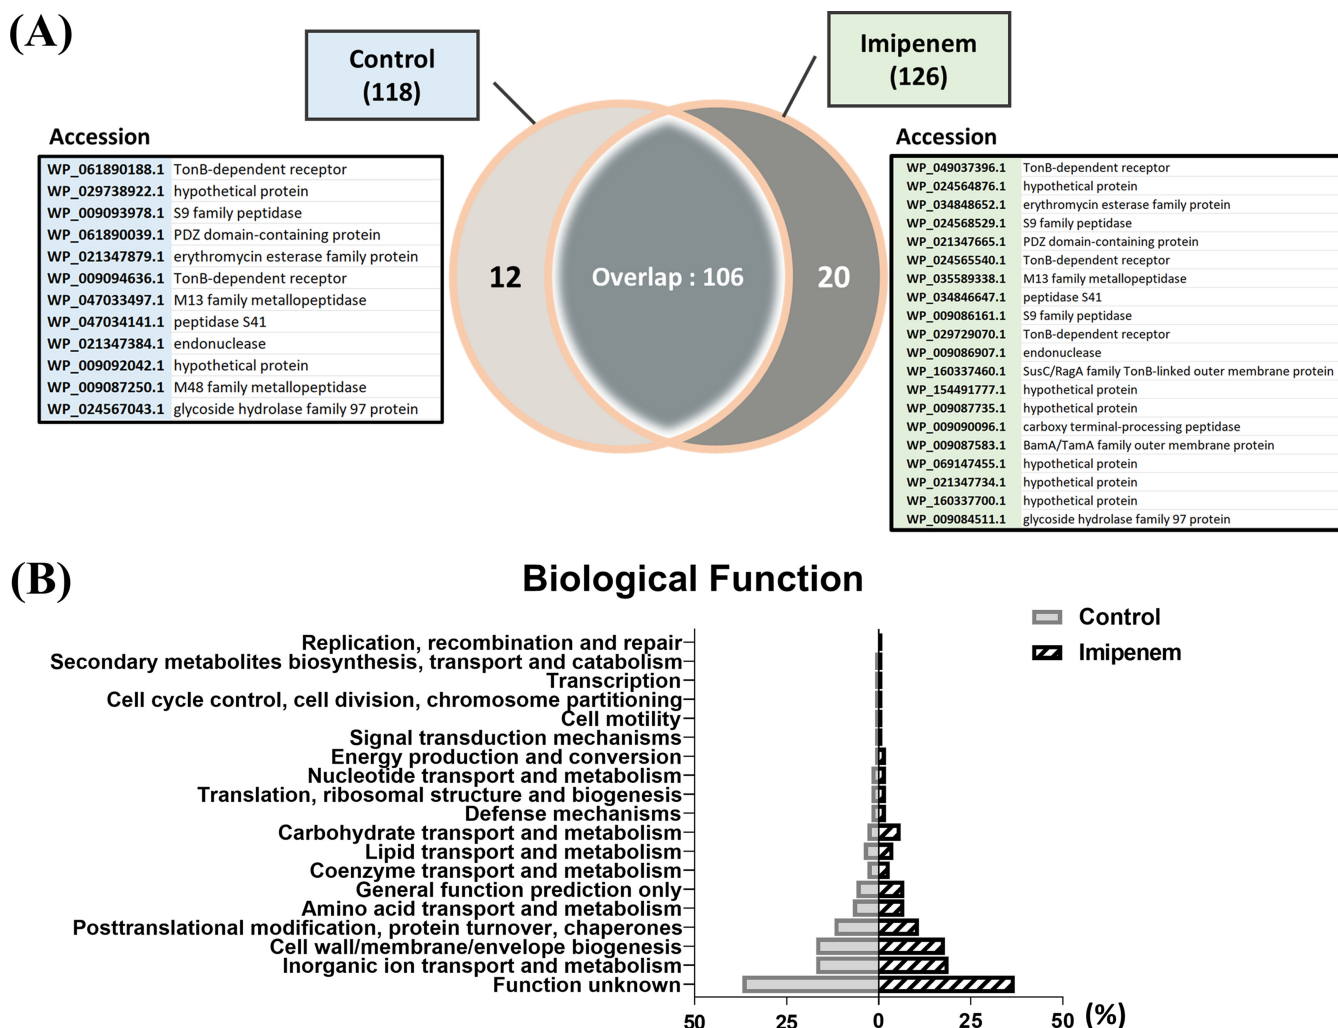 (A)
Control
(118)
Imipenem
(126)
Accession
WP_061890188.1 TonB-dependent receptor
WP_029738922.1 hypothetical protein
WP_009093978.1 S9 family peptidase
WP_061890039.1 PDZ domain-containing protein
WP_021347879.1 erythromycin esterase family protein
WP_009094636.1 TonB-dependent receptor
WP_047033497.1 M13 family metallopeptidase
WP_047034141.1 peptidase S41
WP_021347384.1 endonuclease
WP_009092042.1 hypothetical protein
WP_009087250.1 M48 family metallopeptidase
WP_024567043.1 glycoside hydrolase family 97 protein
12
Overlap : 106
20
Accession
WP_049037396.1 TonB-dependent receptor
WP_024564876.1 hypothetical protein
WP_034848652.1 erythromycin esterase family protein
WP_024568529.1 S9 family peptidase
WP_021347665.1 PDZ domain-containing protein
WP_024565540.1 TonB-dependent receptor
WP_035589338.1 M13 family metallopeptidase
WP_034846647.1 peptidase S41
WP_009086161.1 S9 family peptidase
WP_029729070.1 TonB-dependent receptor
WP_009086907.1 endonuclease
WP_160337460.1 SusC/RagA family TonB-linked outer membrane protein
WP_154491777.1 hypothetical protein
WP_009087735.1 hypothetical protein
WP_009090096.1 carboxy terminal-processing peptidase
WP_009087583.1 BamA/TamA family outer membrane protein
WP_069147455.1 hypothetical protein
WP_021347734.1 hypothetical protein
WP_160337700.1 hypothetical protein
WP_009084511.1 glycoside hydrolase family 97 protein
(B)
Biological Function
Control
Imipenem
Replication, recombination and repair
Secondary metabolites biosynthesis, transport and catabolism
Transcription
Cell cycle control, cell division, chromosome partitioning
Cell motility
Signal transduction mechanisms
Energy production and conversion
Nucleotide transport and metabolism
Translation, ribosomal structure and biogenesis
Defense mechanisms
Carbohydrate transport and metabolism
Lipid transport and metabolism
Coenzyme transport and metabolism
General function prediction only
Amino acid transport and metabolism
Posttranslational modification, protein turnover, chaperones
Cell wall/membrane/envelope biogenesis
Inorganic ion transport and metabolism
Function unknown
50 25 0 25 50 (%)